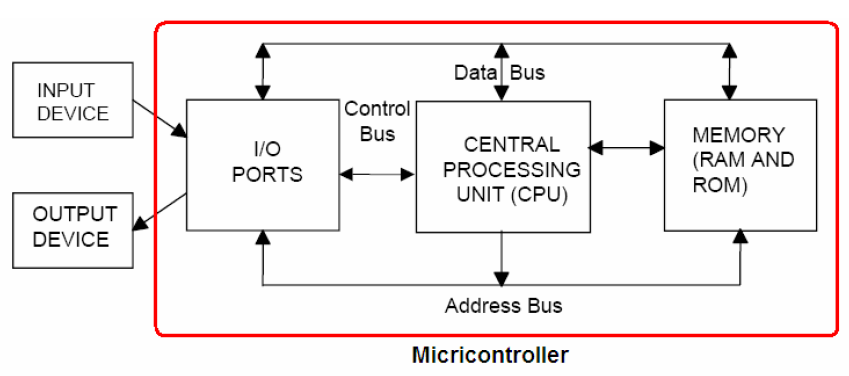 INPUT
DEVICE
OUTPUT
DEVICE
I/O
PORTS
Control
Bus
Data Bus
CENTRAL
PROCESSING
UNIT (CPU)
MEMORY
(RAM AND
ROM)
Address Bus
Micricontroller